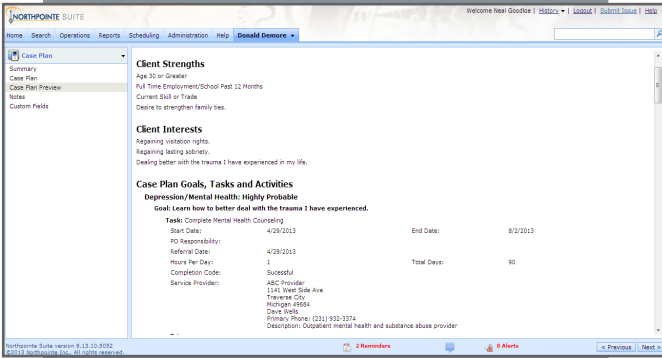 NORTHPOINTE SUITE
Welcome Neal Goodloe | History | Logout | Submit Issue | Help
Home Search Operations Reports Scheduling Administration Help Donald Demore
Case Plan
Summary
Case Plan
Case Plan Preview
Notes
Custom Fields
Client Strengths
Age 30 or Greater
Full Time Employment/School Past 12 Months
Current Skill or Trade
Desire to strengthen family ties.
Client Interests
Regaining visitation rights.
Regaining lasting sobriety.
Dealing better with the trauma I have experienced in my life.
Case Plan Goals, Tasks and Activities
Depression/Mental Health: Highly Probable
Goal: Learn how to better deal with the trauma I have experienced.
Task: Complete Mental Health Counseling
Start Date: 4/29/2013 End Date: 8/2/2013
PO Responsibility:
Referral Date: 4/29/2013
Hours Per Day: 1 Total Days: 90
Completion Code: Sucessful
Service Provider: ABC Provider
1141 West Side Ave
Traverse City
Michigan 49684
Dave Wells
Primary Phone: (231) 932-3374
Description: Outpatient mental health and substance abuse provider
Northpointe Suite version 8.13.10.5032
©2013 Northpointe Inc., All rights reserved.
2 Reminders
8 Alerts
< Previous Next >